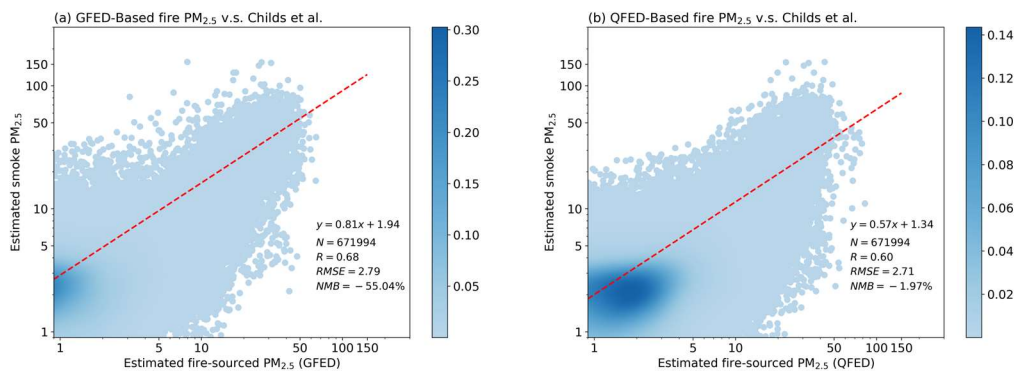 (a) GFED-Based fire PM2.5 v.s. Childs et al.
150
100
50
10
5
1
Estimated smoke PM2.5
y = 0.81x + 1.94
N = 671994
R = 0.68
RMSE = 2.79
NMB = −55.04%
1 5 10 50 100 150
Estimated fire-sourced PM2.5 (GFED)
0.30
0.25
0.20
0.15
0.10
0.05
(b) QFED-Based fire PM2.5 v.s. Childs et al.
150
100
50
10
5
1
Estimated smoke PM2.5
y = 0.57x + 1.34
N = 671994
R = 0.60
RMSE = 2.71
NMB = −1.97%
1 5 10 50 100 150
Estimated fire-sourced PM2.5 (QFED)
0.14
0.12
0.10
0.08
0.06
0.04
0.02